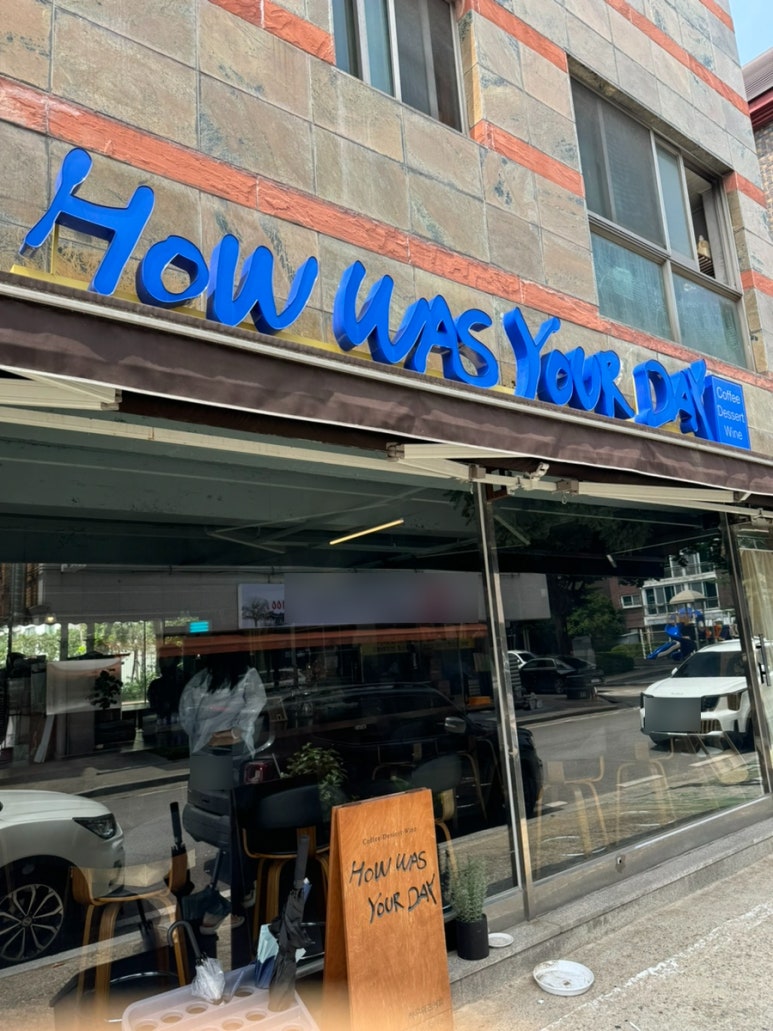 HOW WAS YOUR DAY
Coffee
Dessert
Wine
Coffee Dessert Wine
HOW WAS
YOUR DAY